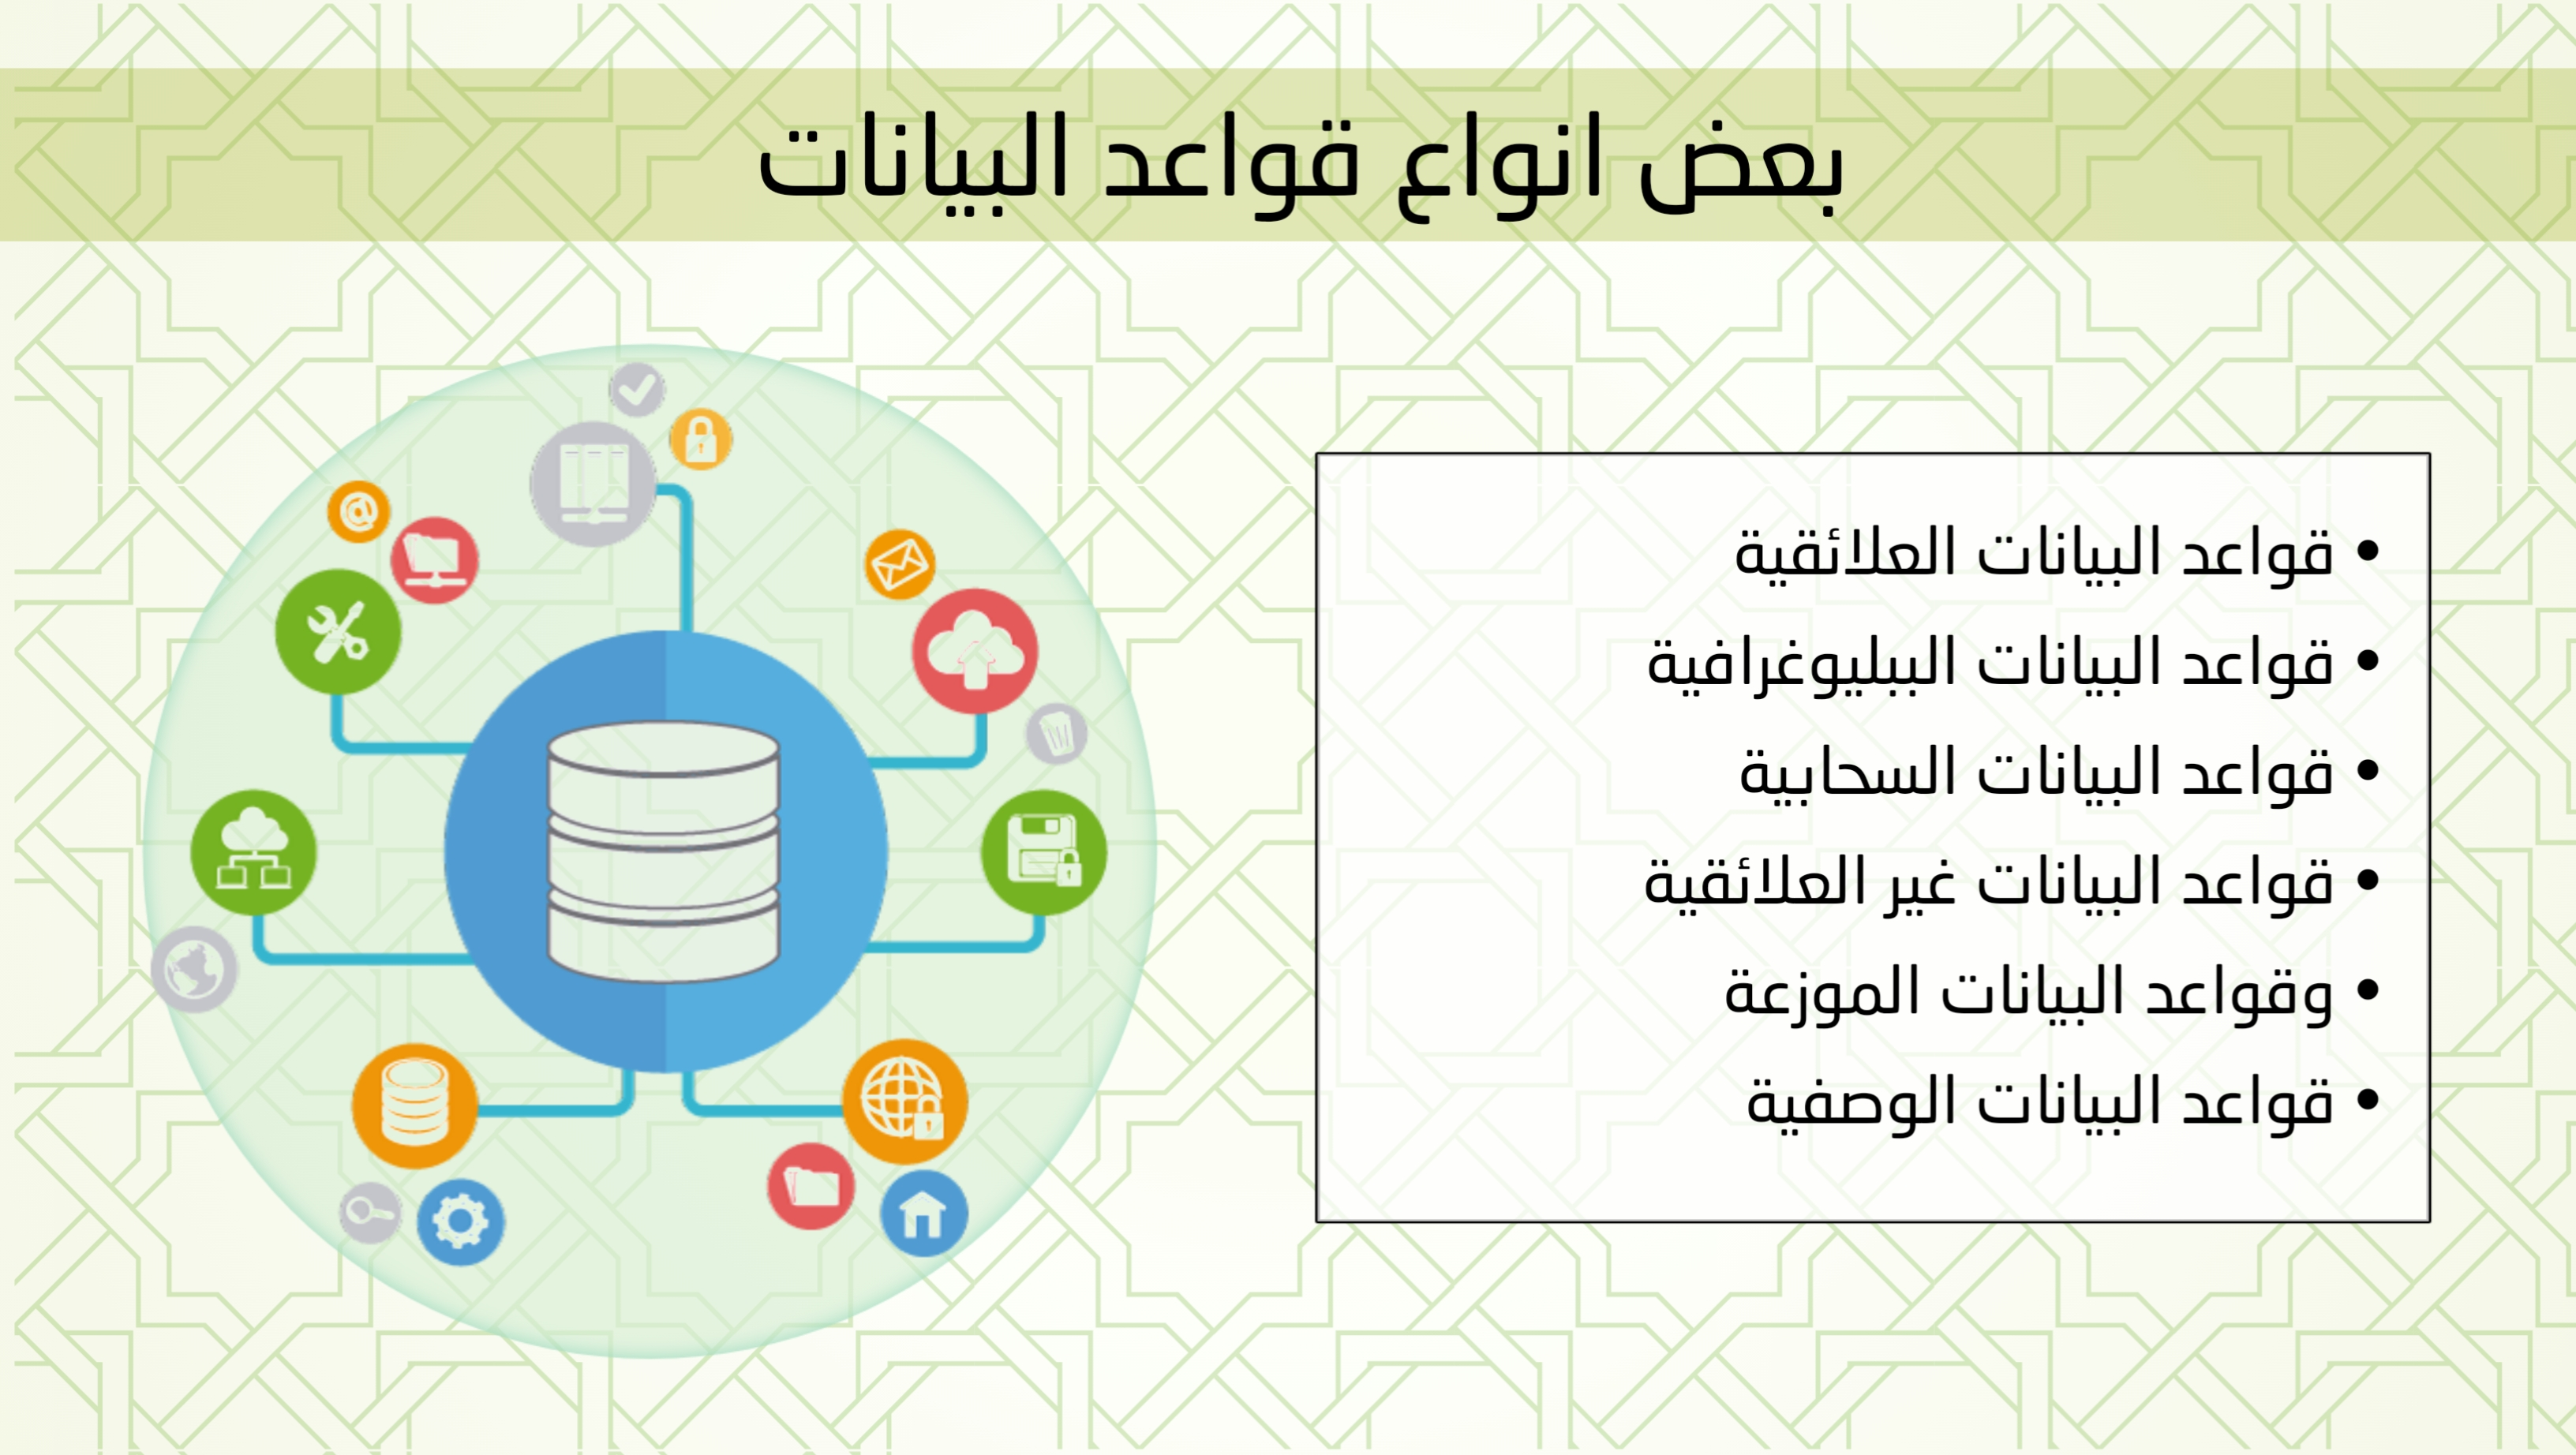 بعض انواع قواعد البيانات
• قواعد البيانات العلائقية
• قواعد البيانات الببليوغرافية
• قواعد البيانات السحابية
• قواعد البيانات غير العلائقية
• وقواعد البيانات الموزعة
• قواعد البيانات الوصفية
@